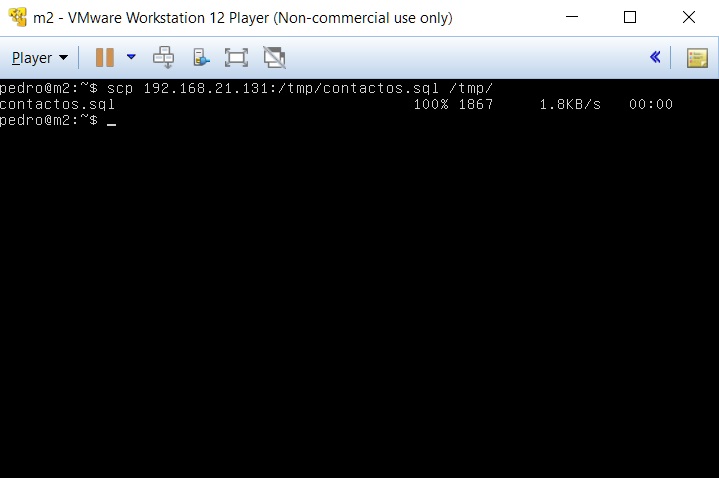 m2 - VMware Workstation 12 Player (Non-commercial use only)
Player
pedro@m2:~$ scp 192.168.21.131:/tmp/contactos.sql /tmp/
contactos.sql 100% 1867 1.8KB/s 00:00
pedro@m2:~$ _